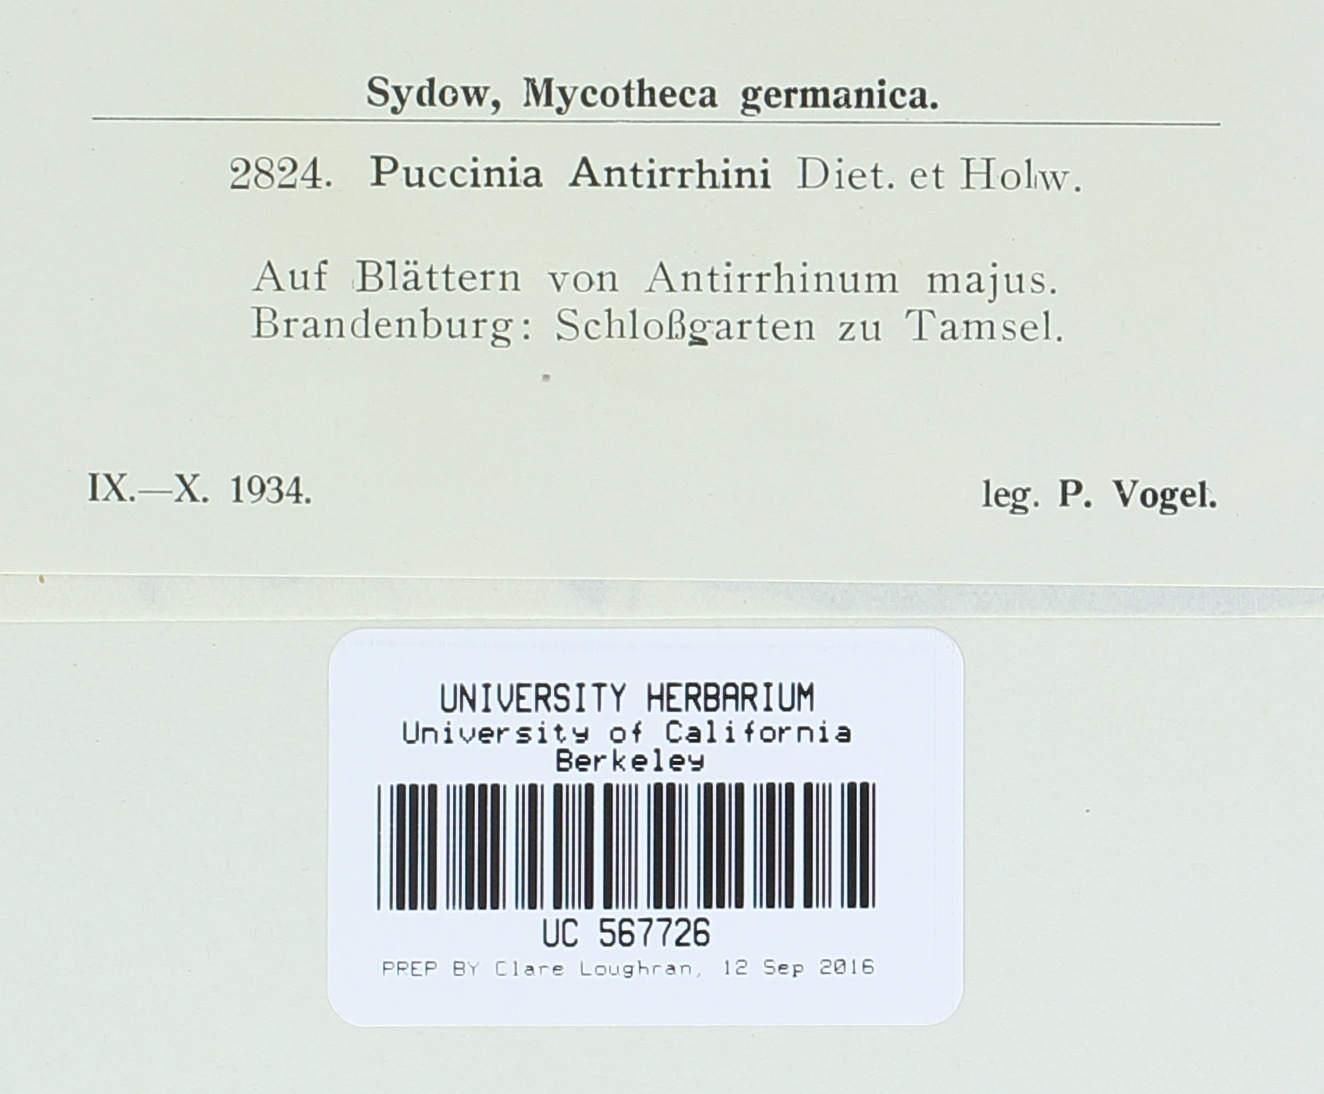 Sydow, Mycotheca germanica.
2824. Puccinia Antirrhini Diet. et Holw.
Auf Blättern von Antirrhinum majus.
Brandenburg: Schloßgarten zu Tamsel.
IX.—X. 1934. leg. P. Vogel.
UNIVERSITY HERBARIUM
University of California
Berkeley
UC 567726
PREP BY Clare Loughran, 12 Sep 2016